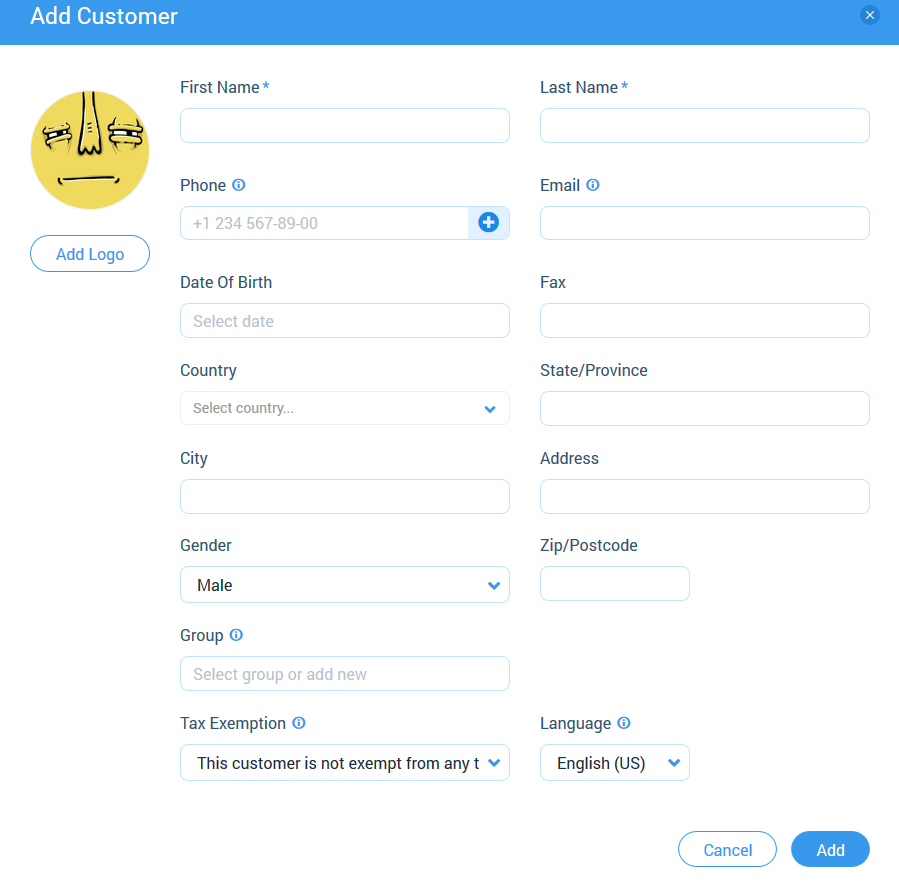 Add Customer
First Name*
Last Name*
Phone
Email
+1 234 567-89-00
Add Logo
Date Of Birth
Fax
Select date
Country
State/Province
Select country...
City
Address
Gender
Zip/Postcode
Male
Group
Select group or add new
Tax Exemption
Language
This customer is not exempt from any t
English (US)
Cancel
Add